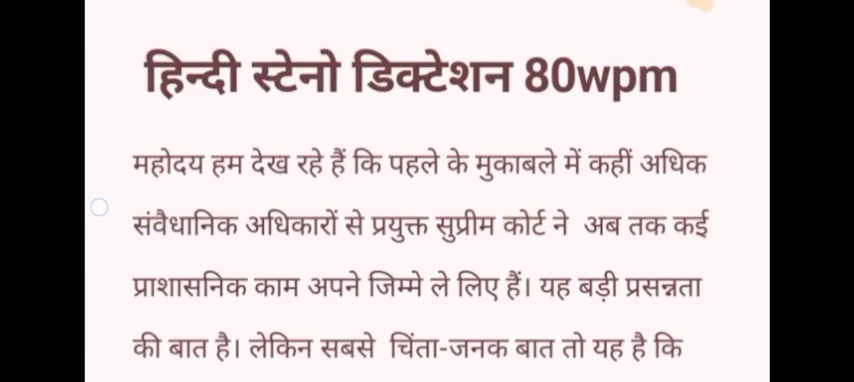 हिन्दी स्टेनो डिक्टेशन 80wpm
महोदय हम देख रहे हैं कि पहले के मुकाबले में कहीं अधिक
संवैधानिक अधिकारों से प्रयुक्त सुप्रीम कोर्ट ने अब तक कई
प्राशासनिक काम अपने जिम्मे ले लिए हैं। यह बड़ी प्रसन्नता
की बात है। लेकिन सबसे चिंता-जनक बात तो यह है कि